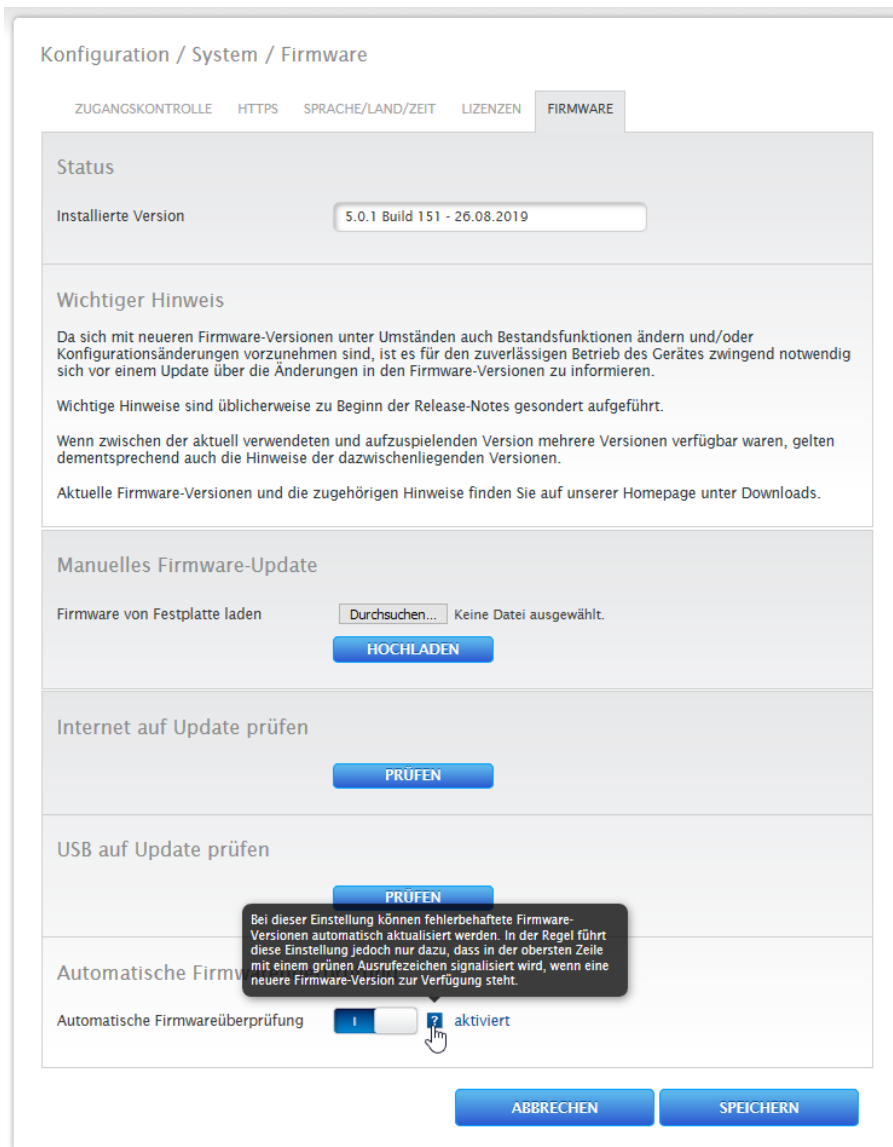 Konfiguration / System / Firmware
ZUGANGSKONTROLLE HTTPS SPRACHE/LAND/ZEIT LIZENZEN FIRMWARE
Status
Installierte Version 5.0.1 Build 151 - 26.08.2019
Wichtiger Hinweis
Da sich mit neueren Firmware-Versionen unter Umständen auch Bestandsfunktionen ändern und/oder
Konfigurationsänderungen vorzunehmen sind, ist es für den zuverlässigen Betrieb des Gerätes zwingend notwendig
sich vor einem Update über die Änderungen in den Firmware-Versionen zu informieren.
Wichtige Hinweise sind üblicherweise zu Beginn der Release-Notes gesondert aufgeführt.
Wenn zwischen der aktuell verwendeten und aufzuspielenden Version mehrere Versionen verfügbar waren, gelten
dementsprechend auch die Hinweise der dazwischenliegenden Versionen.
Aktuelle Firmware-Versionen und die zugehörigen Hinweise finden Sie auf unserer Homepage unter Downloads.
Manuelles Firmware-Update
Firmware von Festplatte laden Durchsuchen... Keine Datei ausgewählt.
HOCHLADEN
Internet auf Update prüfen
PRÜFEN
USB auf Update prüfen
PRÜFEN
Bei dieser Einstellung können fehlerbehaftete Firmware-
Versionen automatisch aktualisiert werden. In der Regel führt
diese Einstellung jedoch nur dazu, dass in der obersten Zeile
mit einem grünen Ausrufezeichen signalisiert wird, wenn eine
neuere Firmware-Version zur Verfügung steht.
Automatische
Automatische Firmwareüberprüfung I ? aktiviert
ABBRECHEN SPEICHERN